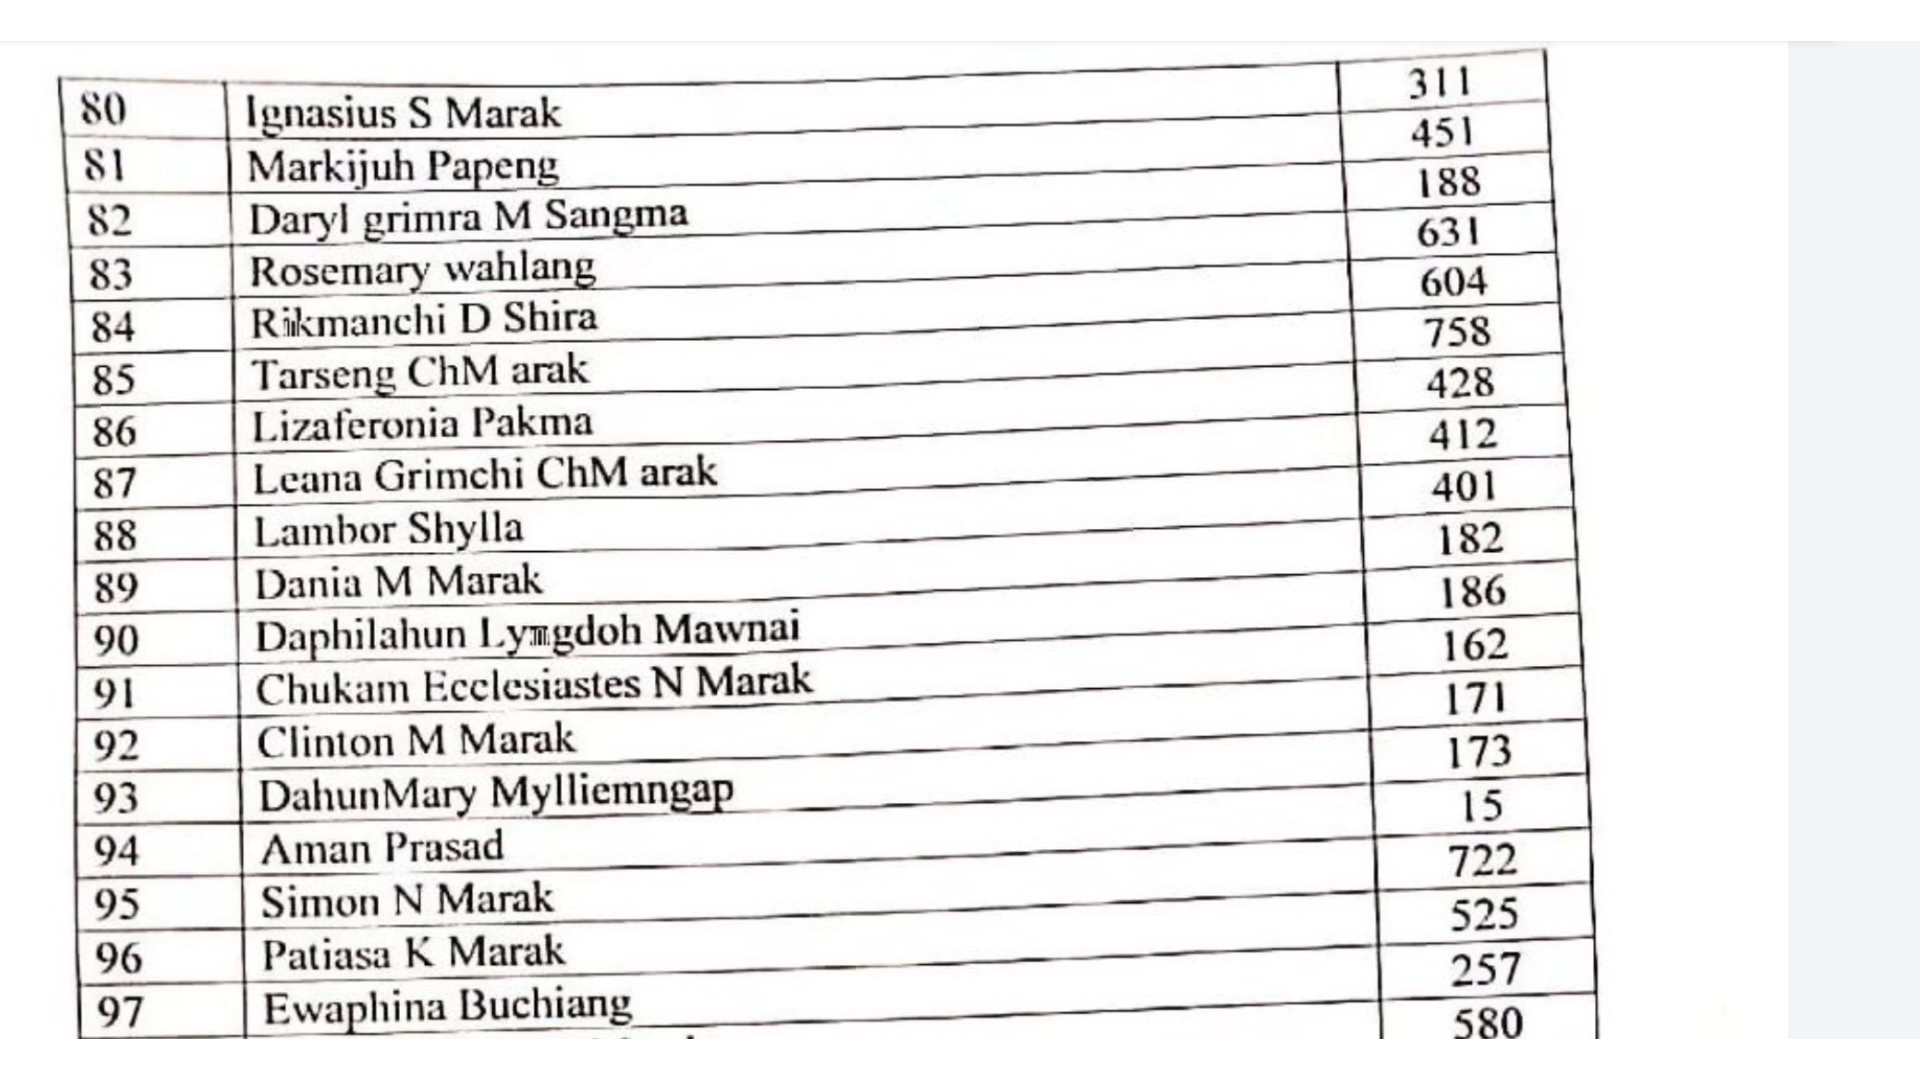 80 Ignasius S Marak 311
81 Markijuh Papeng 451
82 Daryl grimra M Sangma 188
83 Rosemary wahlang 631
84 Rikmanchi D Shira 604
85 Tarseng ChM arak 758
86 Lizaferonia Pakma 428
87 Leana Grimchi ChM arak 412
88 Lambor Shylla 401
89 Dania M Marak 182
90 Daphilahun Lyngdoh Mawnai 186
91 Chukam Ecclesiastes N Marak 162
92 Clinton M Marak 171
93 DahunMary Mylliemngap 173
94 Aman Prasad 15
95 Simon N Marak 722
96 Patiasa K Marak 525
97 Ewaphina Buchiang 257
580